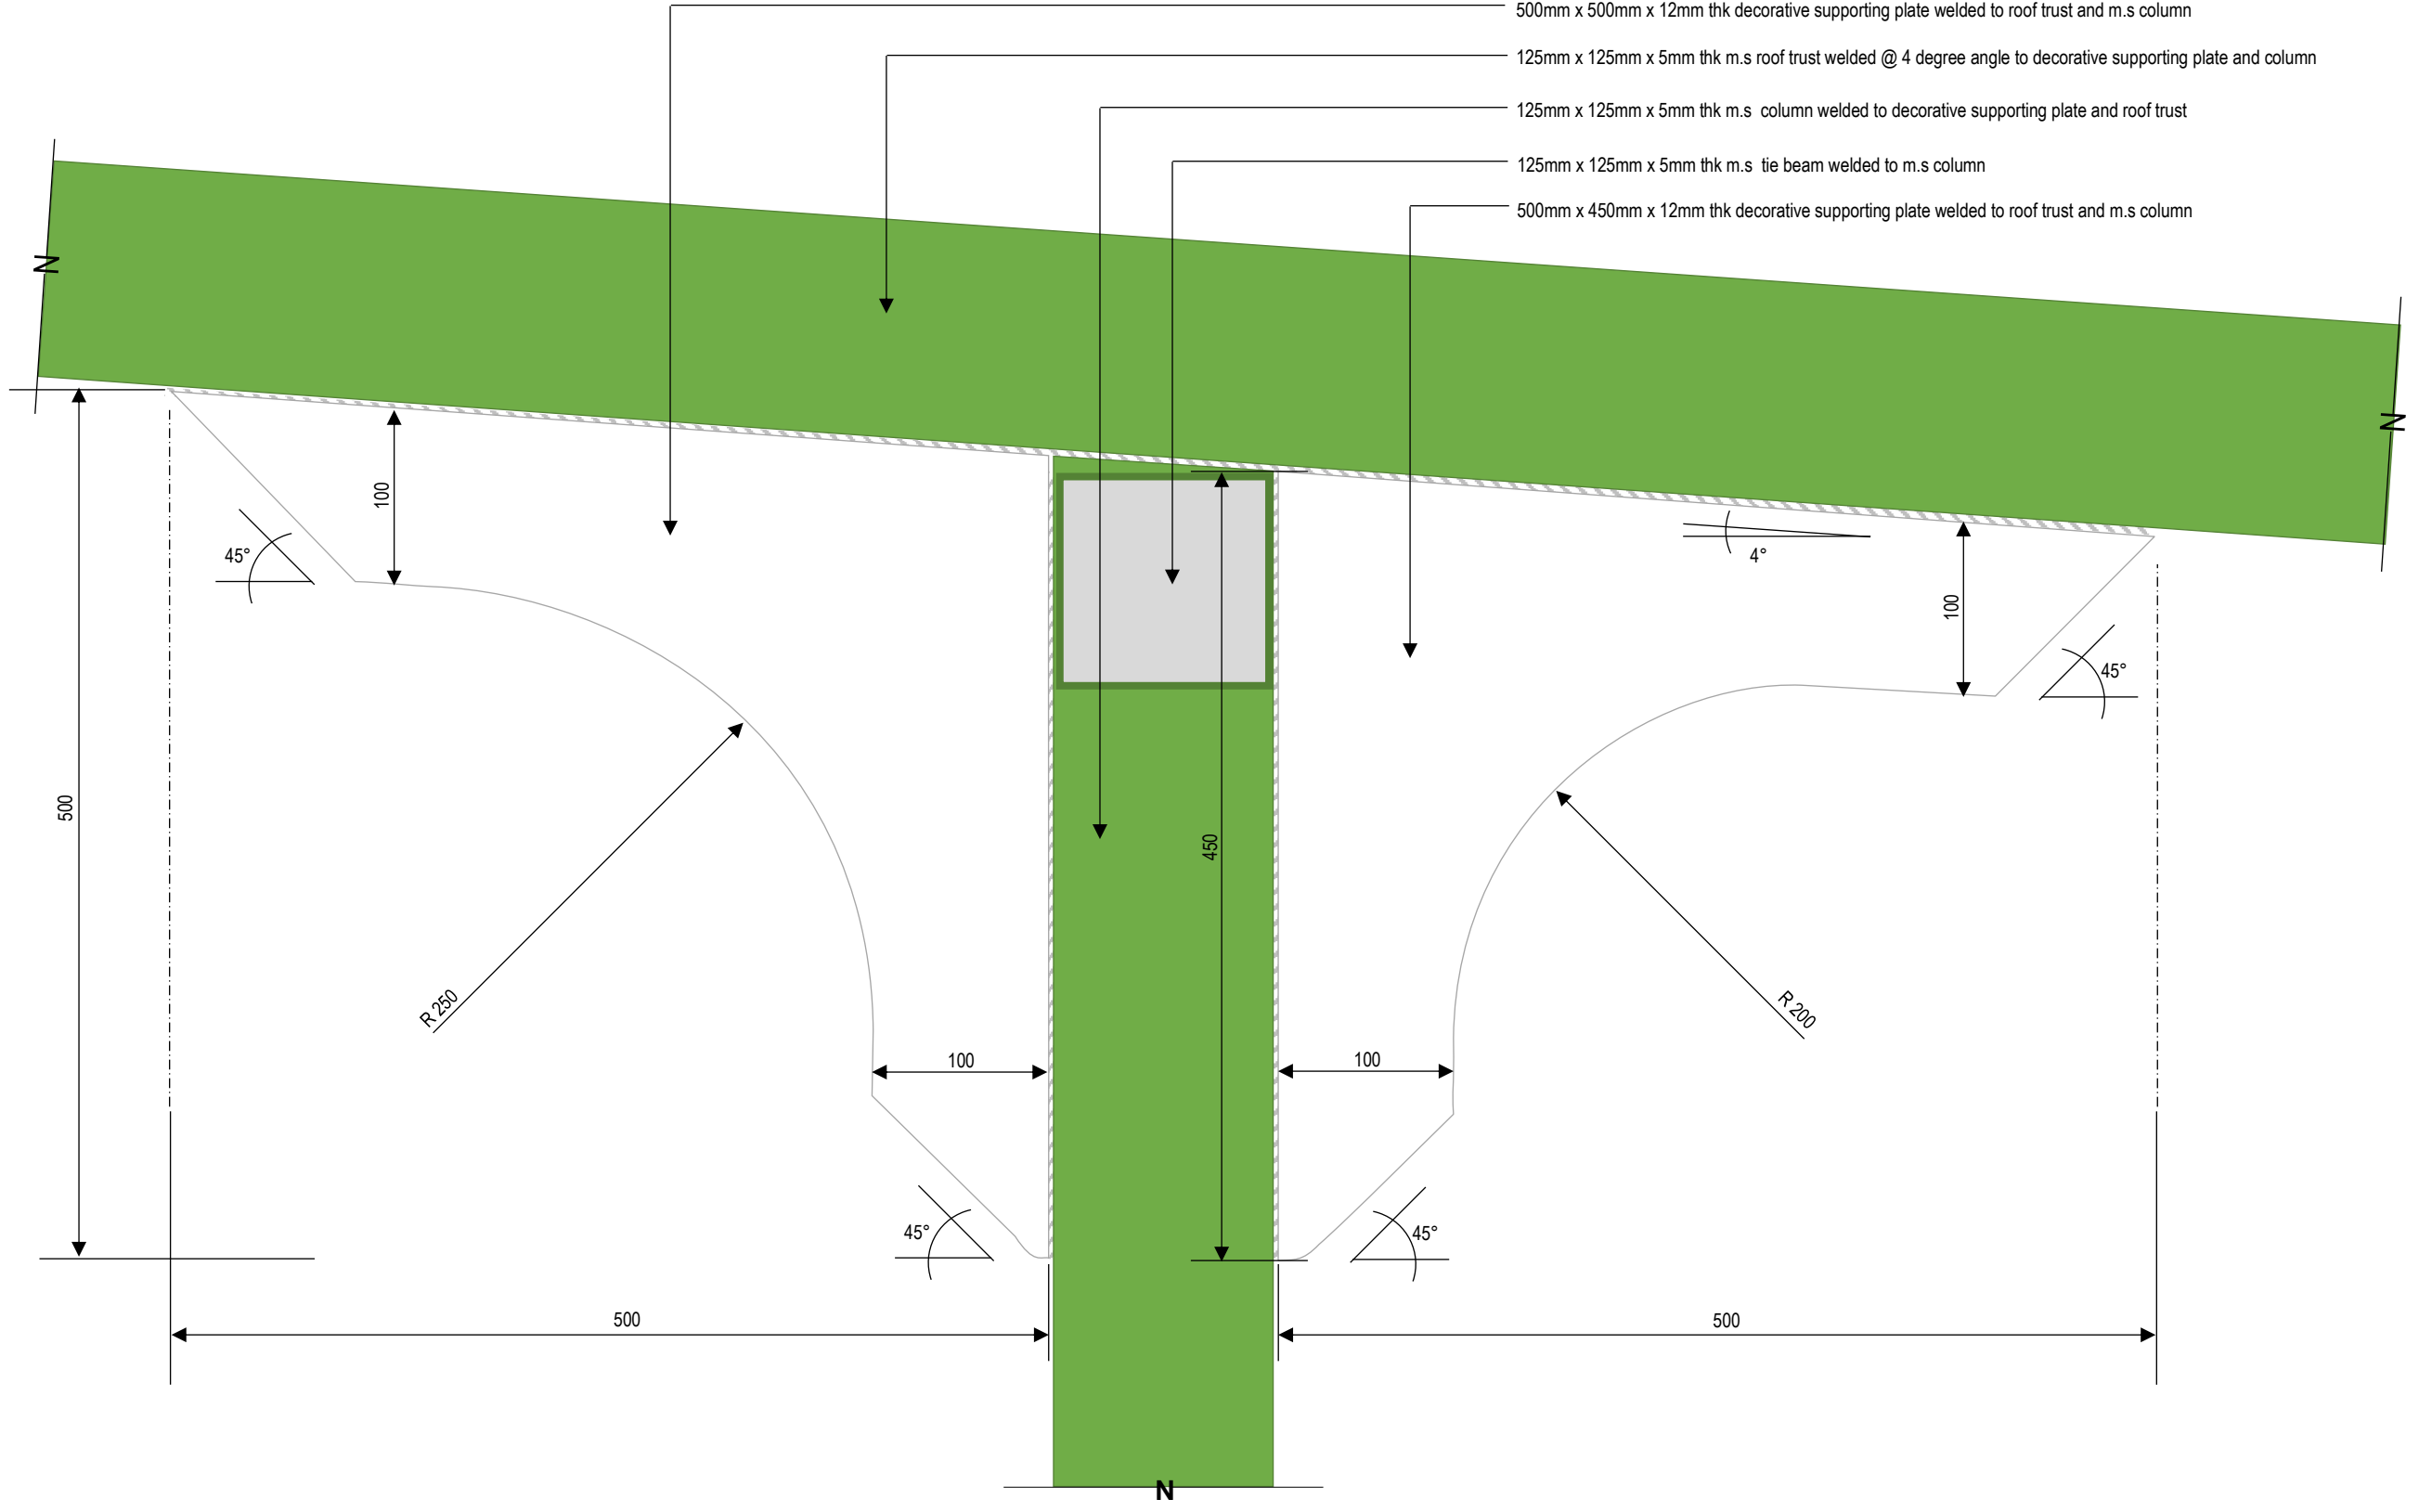 500mm x 500mm x 12mm thk decorative supporting plate welded to roof trust and m.s column
125mm x 125mm x 5mm thk m.s roof trust welded @ 4 degree angle to decorative supporting plate and column
125mm x 125mm x 5mm thk m.s  column welded to decorative supporting plate and roof trust
125mm x 125mm x 5mm thk m.s  tie beam welded to m.s column
500mm x 450mm x 12mm thk decorative supporting plate welded to roof trust and m.s column
N
N
100
45°
4°
100
45°
500
450
R 250
R 200
100
100
45°
45°
500
500
N